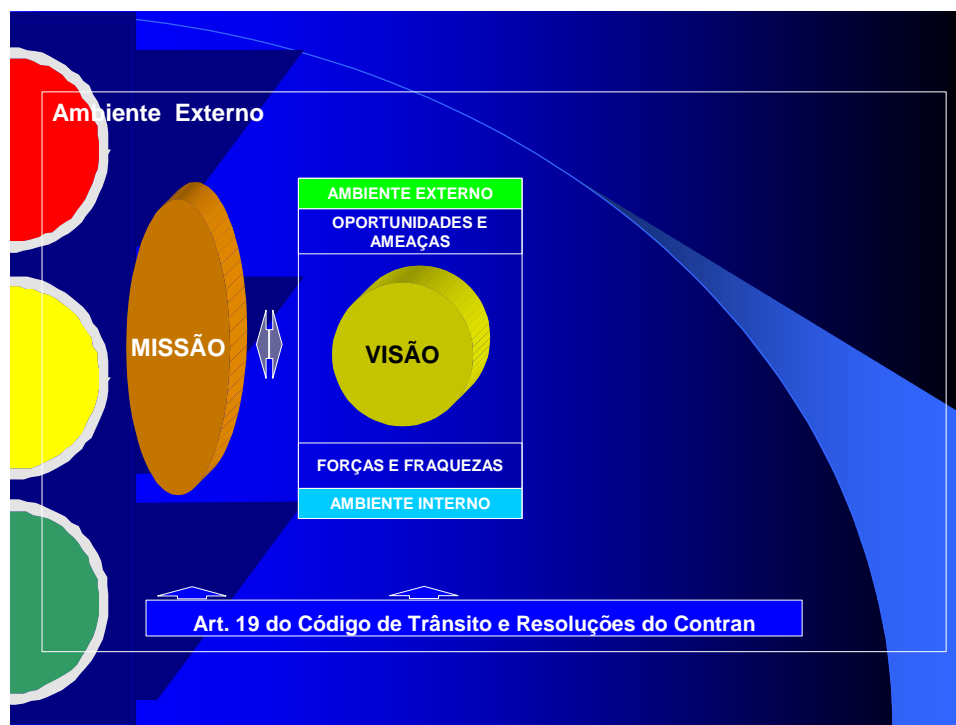 Ambiente Externo
AMBIENTE EXTERNO
OPORTUNIDADES E
AMEAÇAS
MISSÃO
VISÃO
FORÇAS E FRAQUEZAS
AMBIENTE INTERNO
Art. 19 do Código de Trânsito e Resoluções do Contran